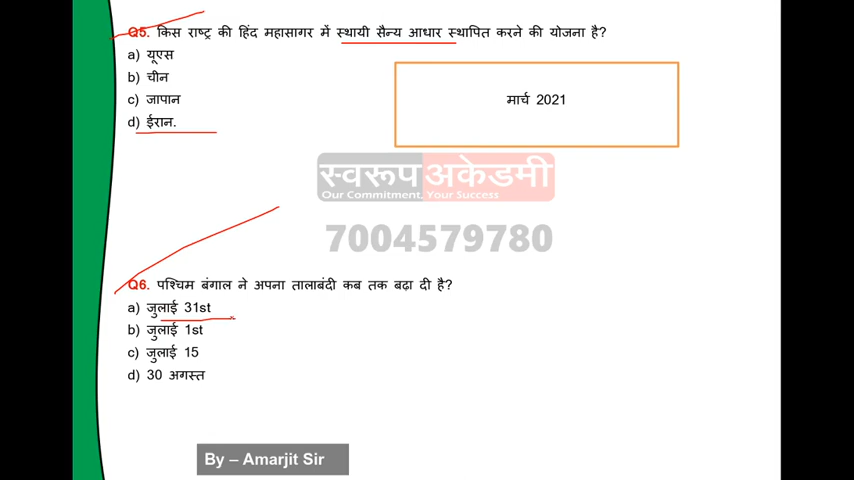 Q5. किस राष्ट्र की हिंद महासागर में स्थायी सैन्य आधार स्थापित करने की योजना है?
a) यूएस
b) चीन
c) जापान
d) ईरान.
मार्च 2021
स्वरूप अकेडमी
Our Commitment, Your Success
7004579780
Q6. पश्चिम बंगाल ने अपना तालाबंदी कब तक बढ़ा दी है?
a) जुलाई 31st
b) जुलाई 1st
c) जुलाई 15
d) 30 अगस्त
By – Amarjit Sir